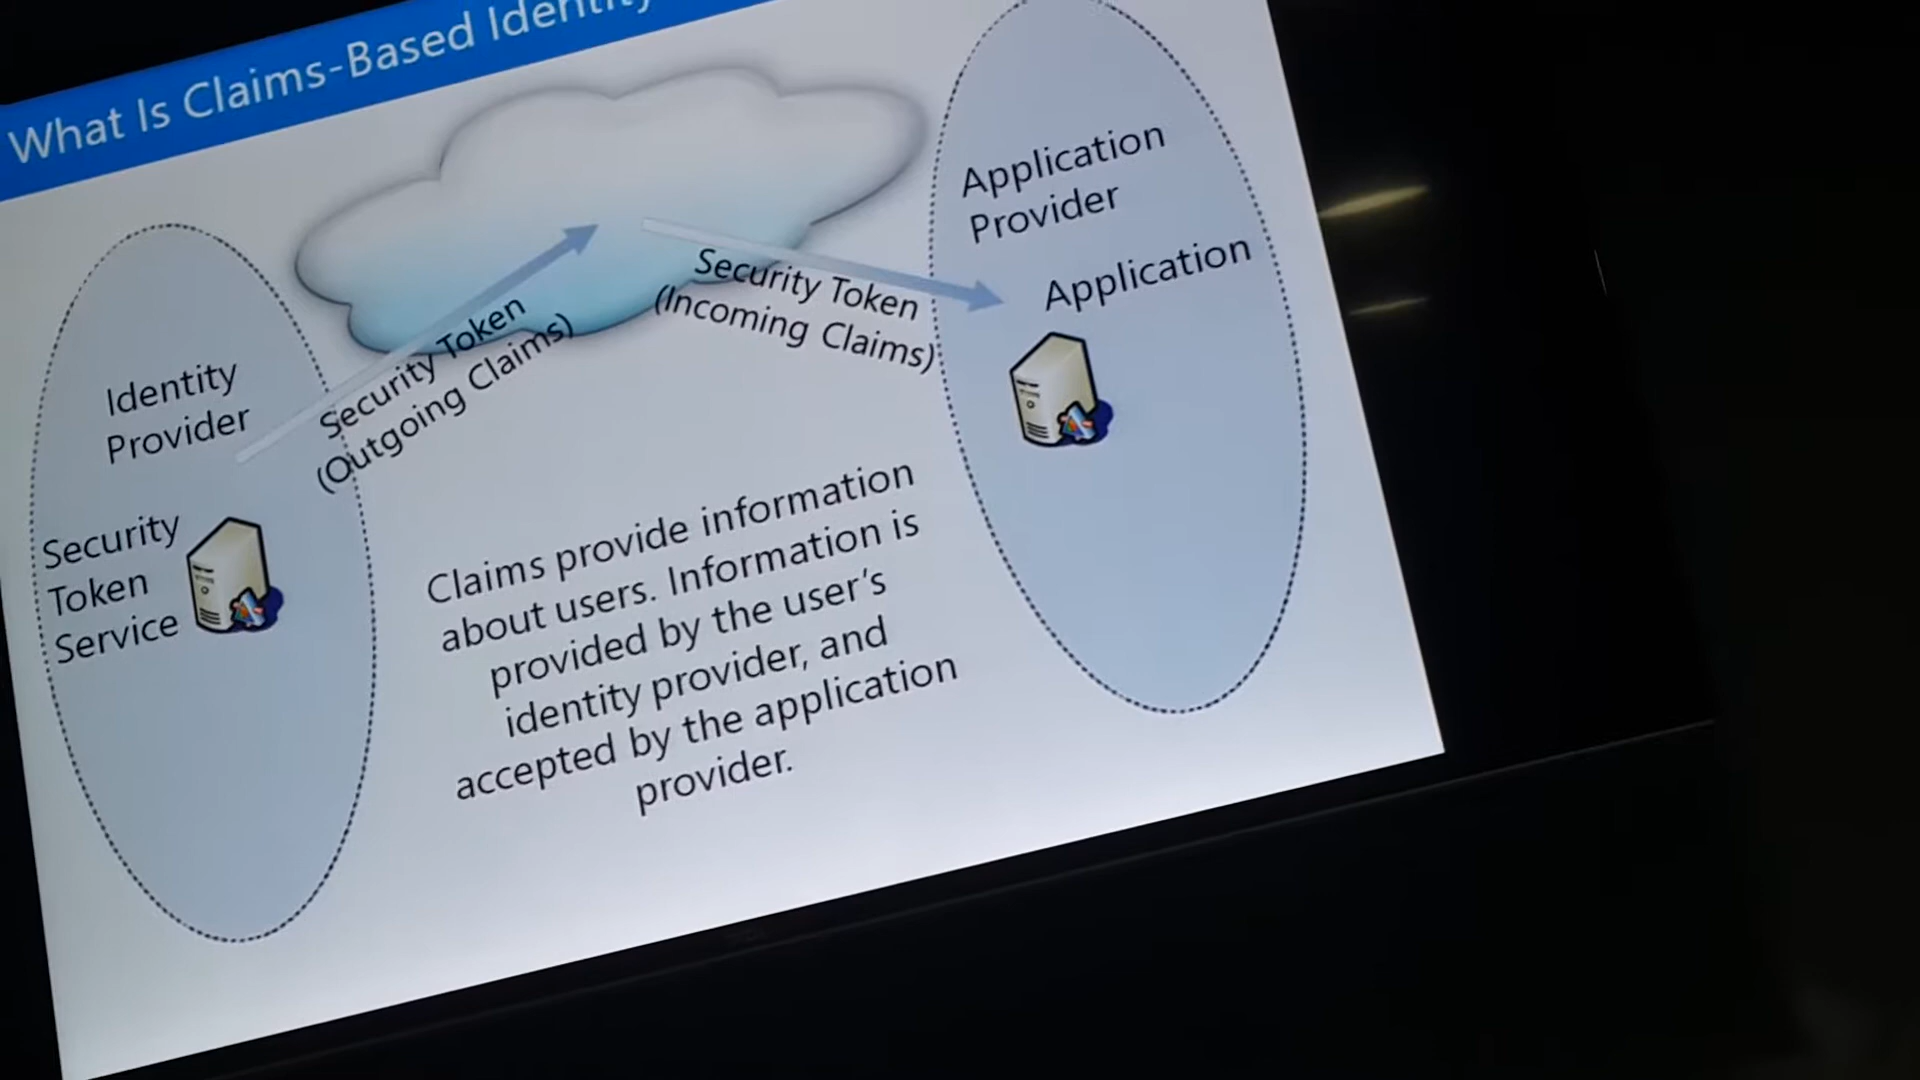 What Is Claims-Based Identity
Identity
Provider
Security
Token
Service
Security Token
(Outgoing Claims)
Security Token
(Incoming Claims)
Application
Provider
Application
Claims provide information
about users. Information is
provided by the user's
identity provider, and
accepted by the application
provider.